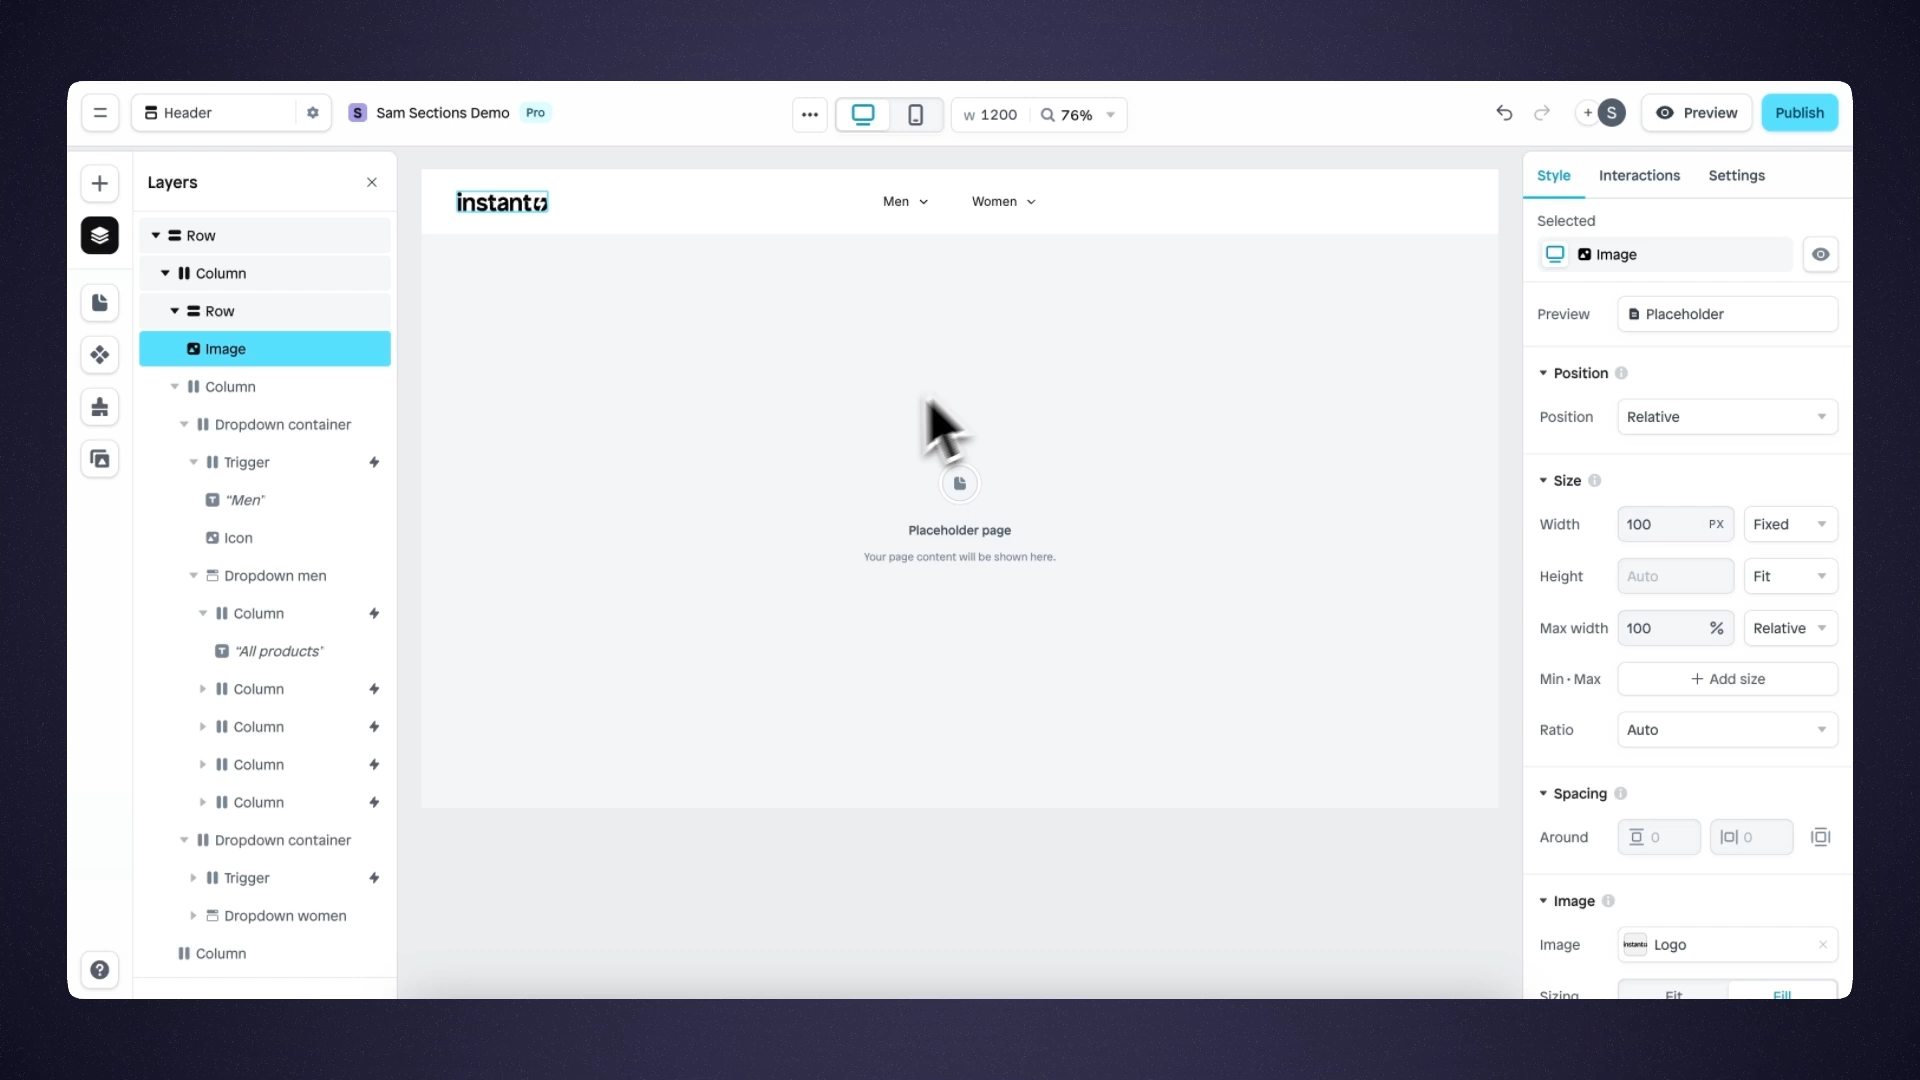 Header
S
Sam Sections Demo
Pro
W 1200
76%
S
Preview
Publish
Layers
Row
Column
Row
Image
Column
Dropdown container
Trigger
"Men"
Icon
Dropdown men
Column
"All products"
Column
Column
Column
Column
Dropdown container
Trigger
Dropdown women
Column
instant
Men
Women
Placeholder page
Your page content will be shown here.
Style
Interactions
Settings
Selected
Image
Preview
Placeholder
Position
Position
Relative
Size
Width
100
PX
Fixed
Height
Auto
Fit
Max width
100
%
Relative
Min · Max
+ Add size
Ratio
Auto
Spacing
Around
0
0
Image
Image
instant
Logo
Sizing
Fit
Fill